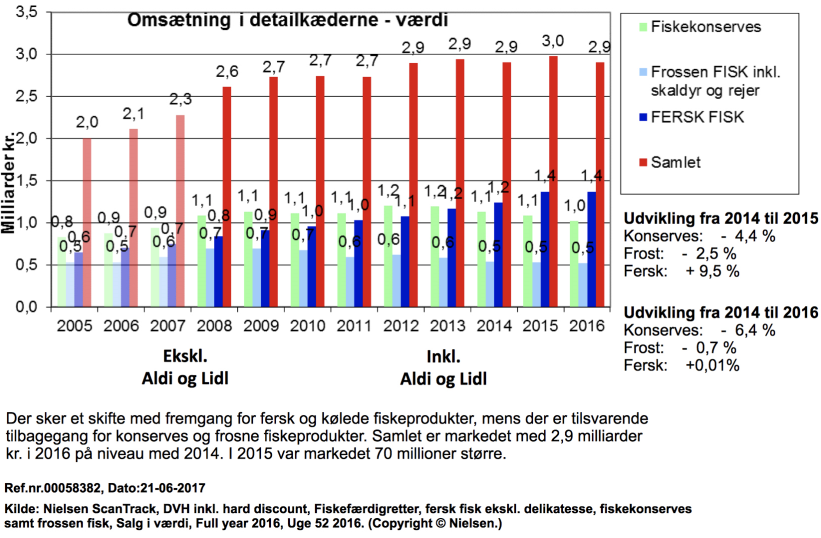 Omsætning i detailkæderne - værdi
Milliarder kr.
3,5
3,0
2,5
2,0
1,5
1,0
0,5
0,0
0,8 0,5 0,6 2,0
0,9 0,5 0,7 2,1
0,9 0,6 0,7 2,3
1,1 0,7 0,8 2,6
1,1 0,7 0,9 2,7
1,1 0,7 1,0 2,7
1,1 0,6 1,0 2,7
1,2 0,6 1,1 2,9
1,2 0,6 1,2 2,9
1,1 0,5 1,2 2,9
1,1 0,5 1,4 3,0
1,0 0,5 1,4 2,9
2005 2006 2007 2008 2009 2010 2011 2012 2013 2014 2015 2016
Ekskl.
Aldi og Lidl
Inkl.
Aldi og Lidl
Fiskekonserves
Frossen FISK inkl.
skaldyr og rejer
FERSK FISK
Samlet
Udvikling fra 2014 til 2015
Konserves: - 4,4 %
Frost: - 2,5 %
Fersk: + 9,5 %
Udvikling fra 2014 til 2016
Konserves: - 6,4 %
Frost: - 0,7 %
Fersk: +0,01%
Der sker et skifte med fremgang for fersk og kølede fiskeprodukter, mens der er tilsvarende
tilbagegang for konserves og frosne fiskeprodukter. Samlet er markedet med 2,9 milliarder
kr. i 2016 på niveau med 2014. I 2015 var markedet 70 millioner større.
Ref.nr.00058382, Dato:21-06-2017
Kilde: Nielsen ScanTrack, DVH inkl. hard discount, Fiskefærdigretter, fersk fisk ekskl. delikatesse, fiskekonserves
samt frossen fisk, Salg i værdi, Full year 2016, Uge 52 2016. (Copyright © Nielsen.)